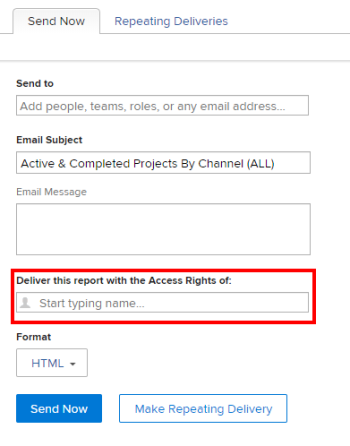 Send Now
Repeating Deliveries
Send to
Add people, teams, roles, or any email address...
Email Subject
Active & Completed Projects By Channel (ALL)
Email Message
Deliver this report with the Access Rights of:
Start typing name...
Format
HTML
Send Now
Make Repeating Delivery